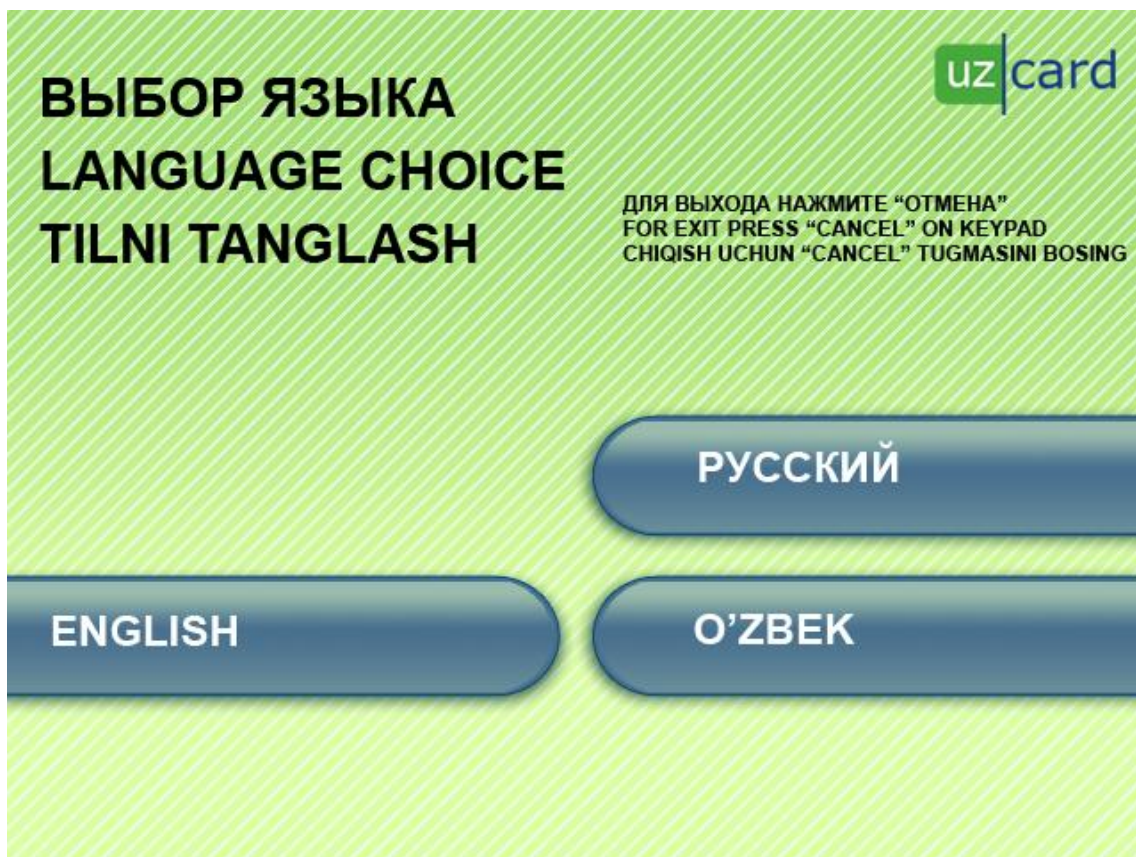 uz card
ВЫБОР ЯЗЫКА
LANGUAGE CHOICE
TILNI TANGLASH
ДЛЯ ВЫХОДА НАЖМИТЕ “ОТМЕНА”
FOR EXIT PRESS “CANCEL” ON KEYPAD
CHIQISH UCHUN “CANCEL” TUGMASINI BOSING
РУССКИЙ
ENGLISH
O’ZBEK